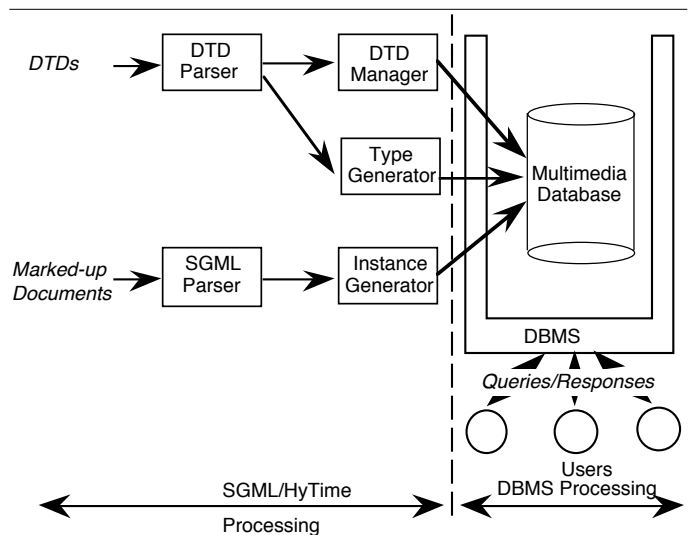 DTDs
DTD
Parser
DTD
Manager
Type
Generator
Multimedia
Database
Marked-up
Documents
SGML
Parser
Instance
Generator
DBMS
Queries/Responses
Users
SGML/HyTime
Processing
DBMS Processing